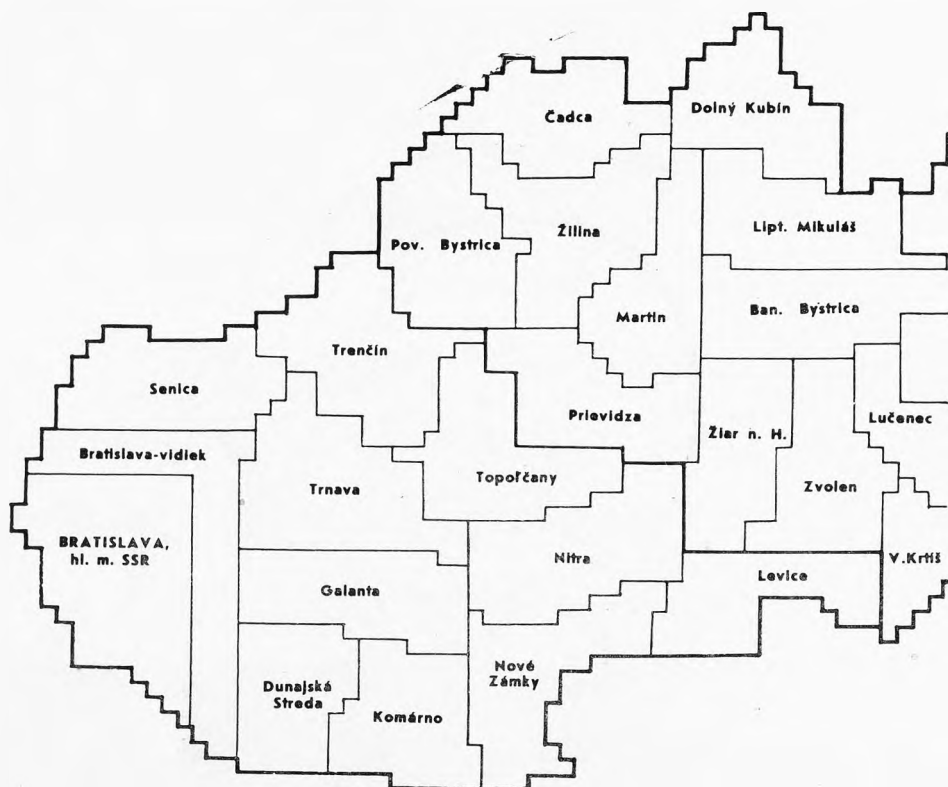 Čadca
Dolný Kubín
Pov. Bystrica
Žilina
Lipt. Mikuláš
Martin
Ban. Bystrica
Trenčín
Senica
Prievidza
Lučenec
Bratislava-vidiek
Žiar n. H.
Trnava
Topoľčany
Zvolen
BRATISLAVA,
hl. m. SSR
Nitra
V.Krtíš
Levice
Galanta
Nové
Zámky
Dunajská
Streda
Komárno